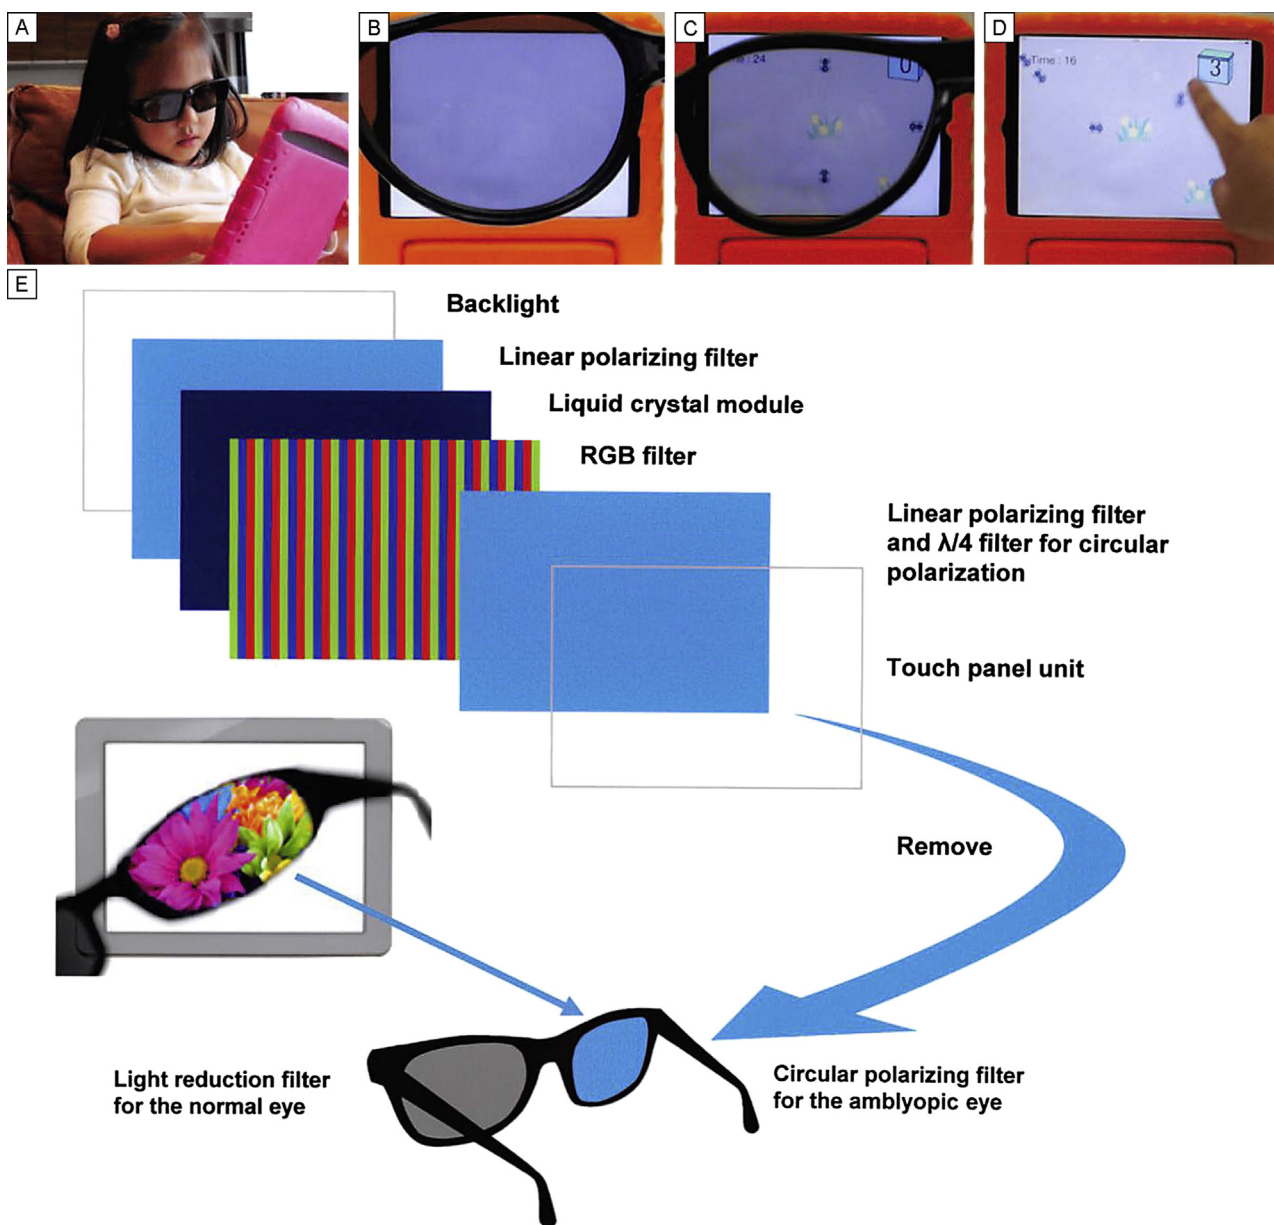 A
B
C
: 24
0
D
Time : 16
3
E
Backlight
Linear polarizing filter
Liquid crystal module
RGB filter
Linear polarizing filter
and λ/4 filter for circular
polarization
Touch panel unit
Remove
Light reduction filter
for the normal eye
Circular polarizing filter
for the amblyopic eye